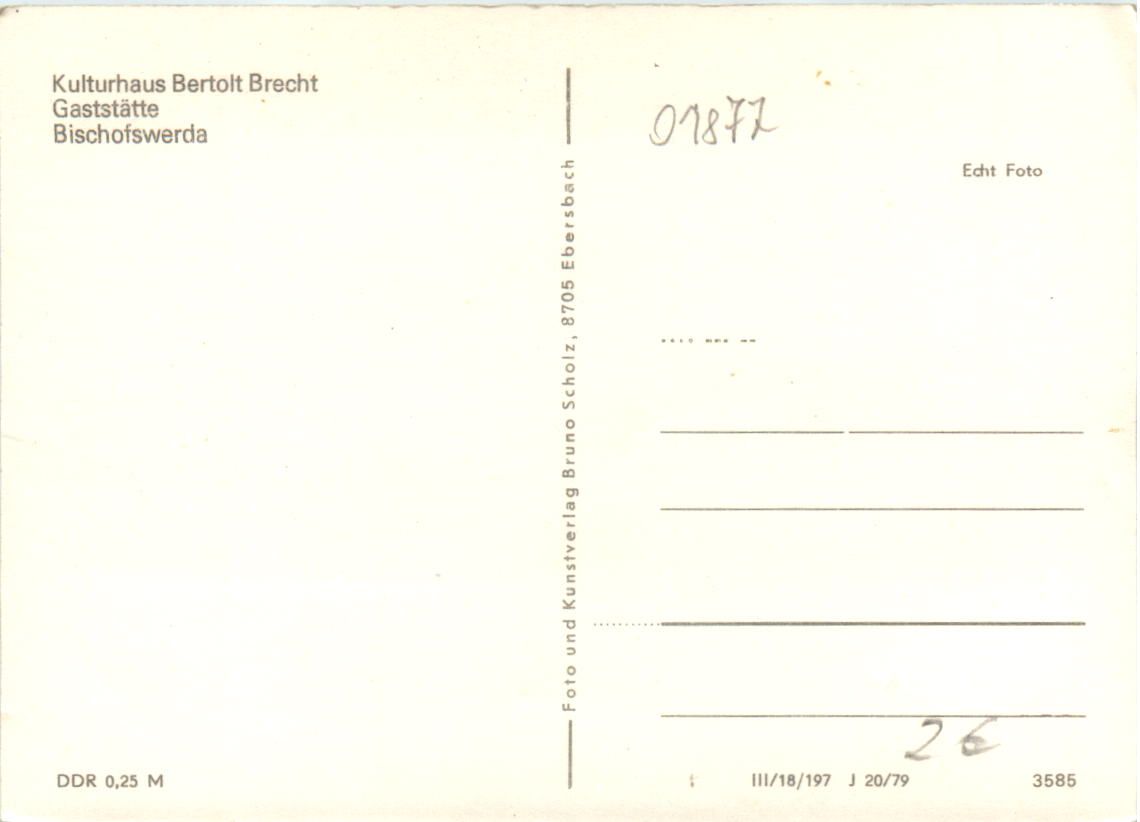 Kulturhaus Bertolt Brecht
Gaststätte
Bischofswerda
DDR 0,25 M
Foto und Kunstverlag Bruno Scholz, 8705 Ebersbach
01877
Echt Foto
2 €
III/18/197 J 20/79
3585